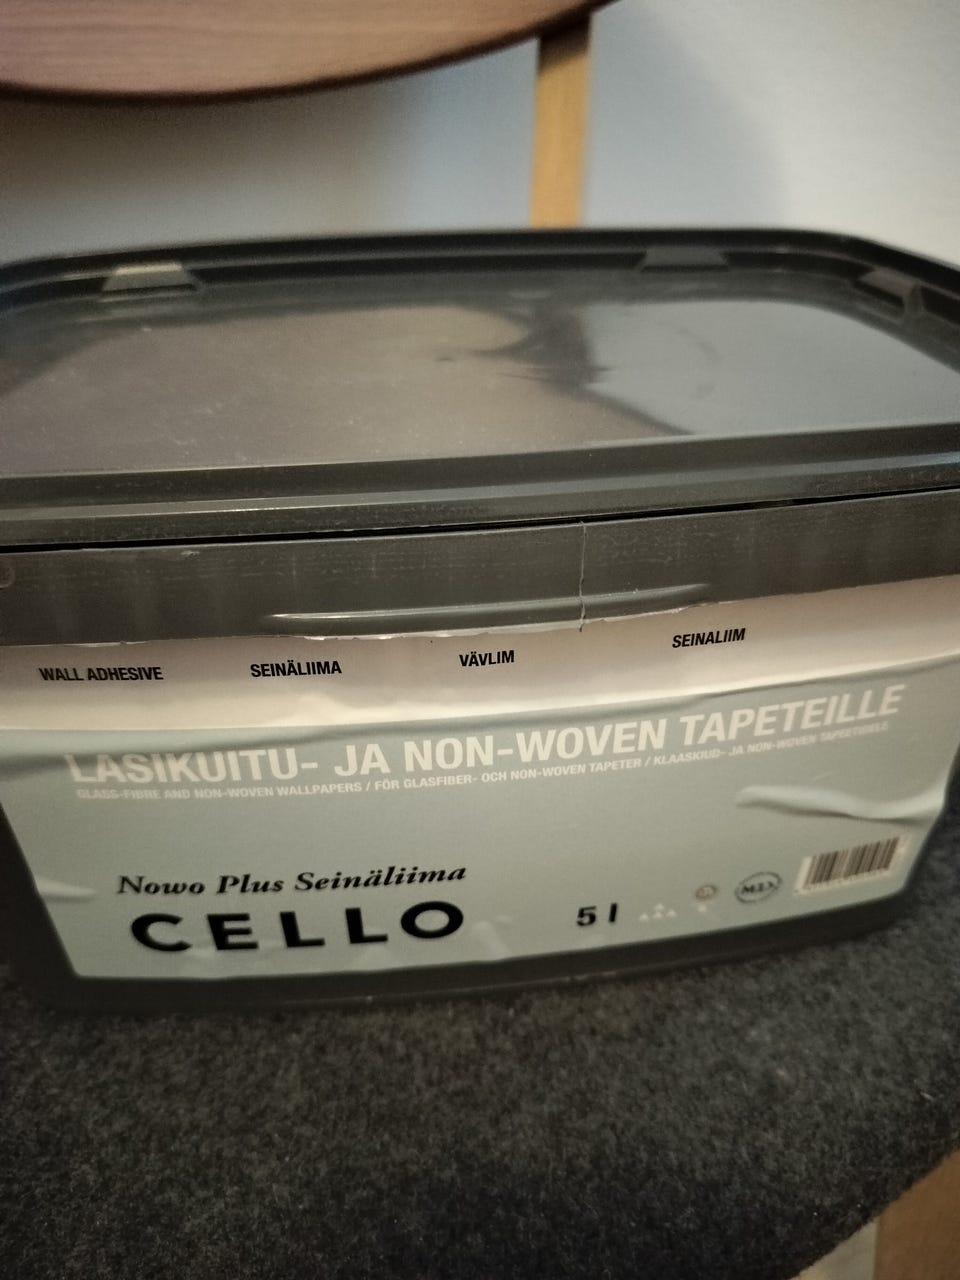 WALL ADHESIVE SEINÄLIIMA VÄVLIM SEINALIIM
LASIKUITU- JA NON-WOVEN TAPETEILLE
GLASS-FIBRE AND NON-WOVEN WALLPAPERS / FÖR GLASFIBER- OCH NON-WOVEN TAPETER / KLAASKIUD- JA NON-WOVEN TAPEETIDELE
Nowo Plus Seinäliima
CELLO
5 l
M1